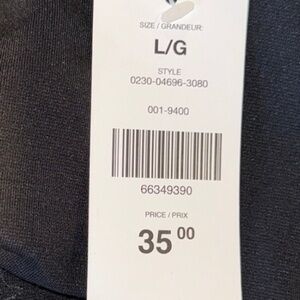 SIZE / GRANDEUR:
L/G
STYLE
0230-04696-3080
001-9400
66349390
PRICE / PRIX
35 00